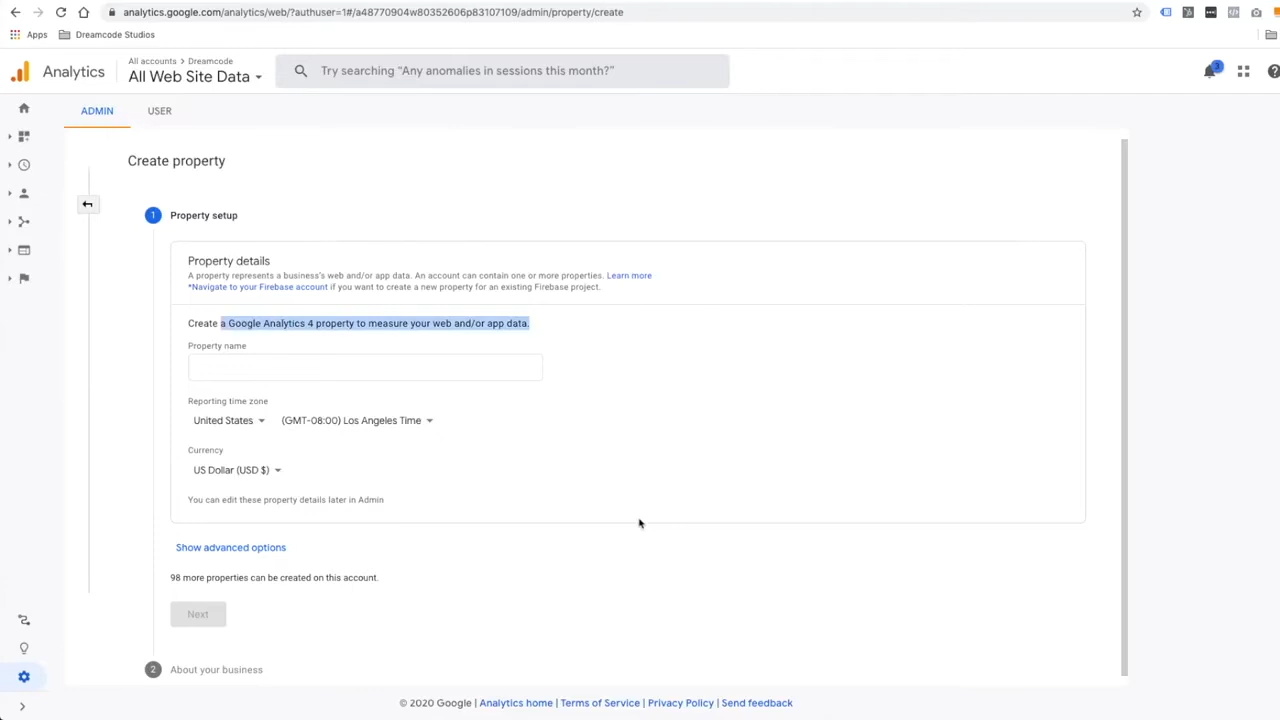 analytics.google.com/analytics/web/?authuser=1#/a48770904w80352606p83107109/admin/property/create
Apps
Dreamcode Studios
Analytics
All accounts > Dreamcode
All Web Site Data
Try searching “Any anomalies in sessions this month?”
3
ADMIN
USER
Create property
1 Property setup
Property details
A property represents a business's web and/or app data. An account can contain one or more properties. Learn more
*Navigate to your Firebase account if you want to create a new property for an existing Firebase project.
Create a Google Analytics 4 property to measure your web and/or app data.
Property name
Reporting time zone
United States
(GMT-08:00) Los Angeles Time
Currency
US Dollar (USD $)
You can edit these property details later in Admin
Show advanced options
98 more properties can be created on this account.
Next
2 About your business
© 2020 Google | Analytics home | Terms of Service | Privacy Policy | Send feedback